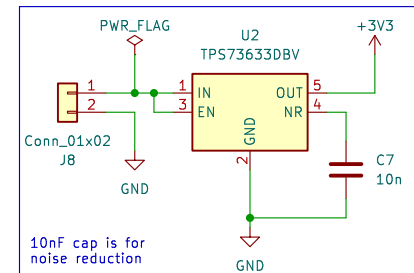 PWR_FLAG
U2
TPS73633DBV
+3V3
1
2
Conn_01x02
J8
GND
1
3
IN
EN
OUT
NR
GND
5
4
2
C7
10n
GND
10nF cap is for
noise reduction